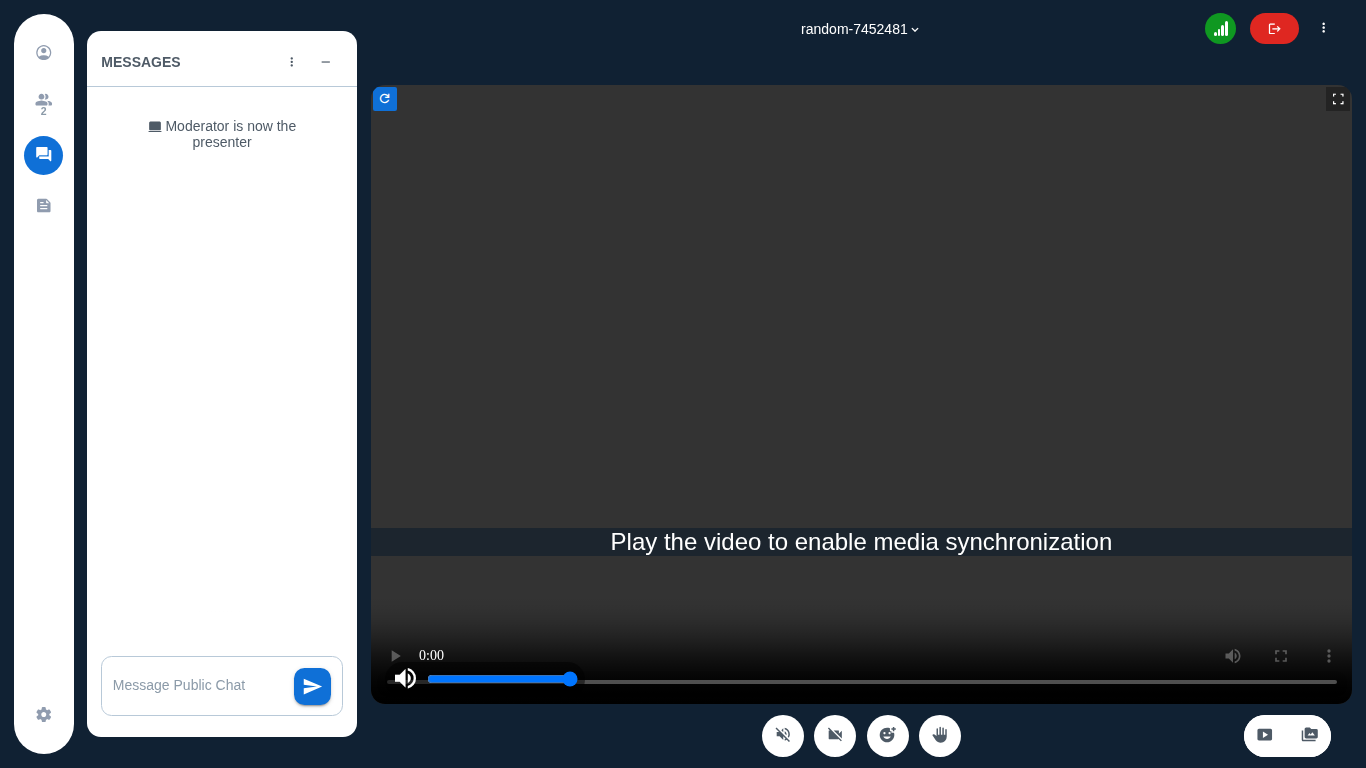 random-7452481
MESSAGES
2
Moderator is now the
presenter
Play the video to enable media synchronization
0:00
Message Public Chat